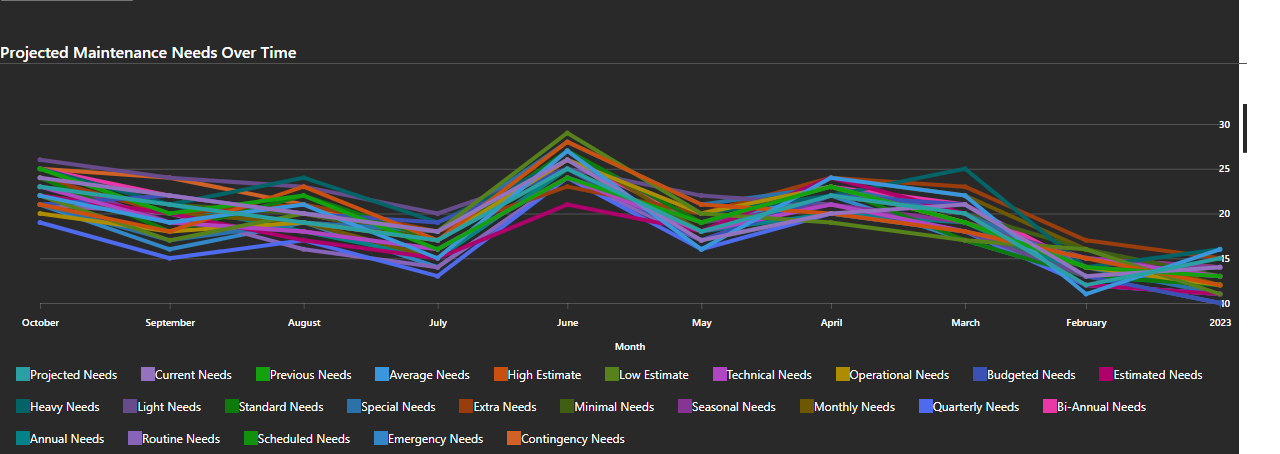 Projected Maintenance Needs Over Time
30
25
20
15
10
October September August July June May April March February 2023
Month
Projected Needs Current Needs Previous Needs Average Needs High Estimate Low Estimate Technical Needs Operational Needs Budgeted Needs Estimated Needs
Heavy Needs Light Needs Standard Needs Special Needs Extra Needs Minimal Needs Seasonal Needs Monthly Needs Quarterly Needs Bi-Annual Needs
Annual Needs Routine Needs Scheduled Needs Emergency Needs Contingency Needs